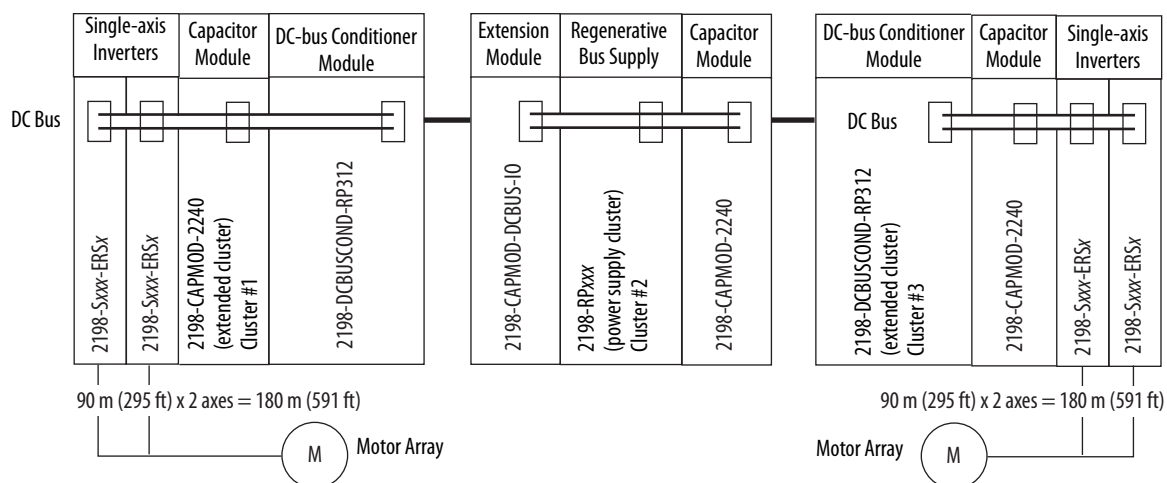 Single-axis
Inverters
Capacitor
Module
DC-bus Conditioner
Module
Extension
Module
Regenerative
Bus Supply
Capacitor
Module
DC-bus Conditioner
Module
Capacitor
Module
Single-axis
Inverters
DC Bus
DC Bus
2198-Sxxx-ERSx
2198-Sxxx-ERSx
2198-CAPMOD-2240
(extended cluster)
Cluster #1
2198-DCBUSCOND-RP312
2198-CAPMOD-DCBUS-IO
2198-RPxxx
(power supply cluster)
Cluster #2
2198-CAPMOD-2240
2198-DCBUSCOND-RP312
(extended cluster)
Cluster #3
2198-CAPMOD-2240
2198-Sxxx-ERSx
2198-Sxxx-ERSx
90 m (295 ft) x 2 axes = 180 m (591 ft)
90 m (295 ft) x 2 axes = 180 m (591 ft)
M
Motor Array
Motor Array
M